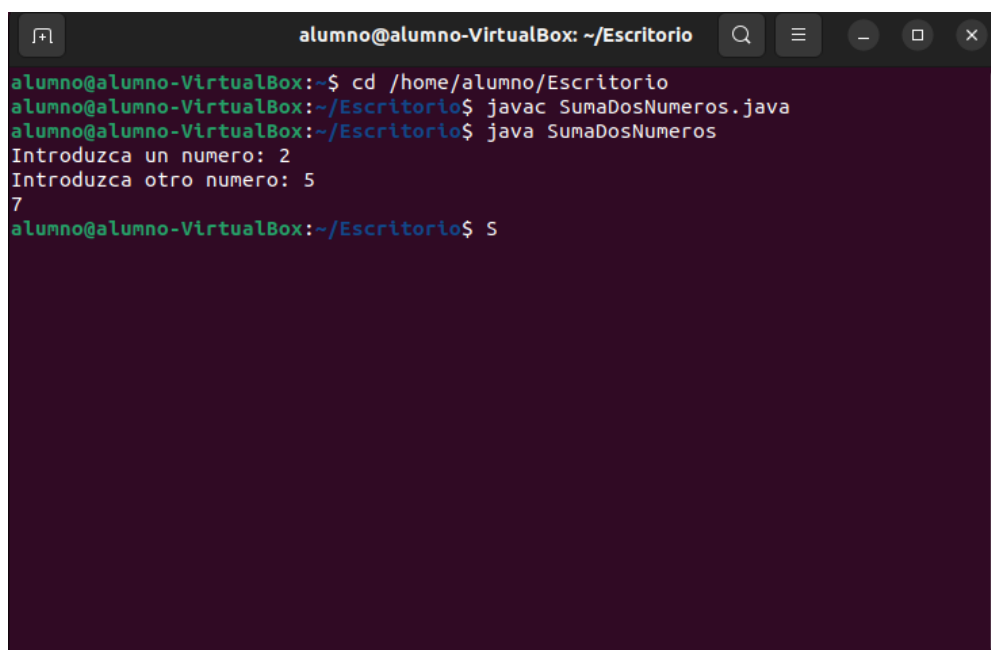 alumno@alumno-VirtualBox: ~/Escritorio
alumno@alumno-VirtualBox:~$ cd /home/alumno/Escritorio
alumno@alumno-VirtualBox:~/Escritorio$ javac SumaDosNumeros.java
alumno@alumno-VirtualBox:~/Escritorio$ java SumaDosNumeros
Introduzca un numero: 2
Introduzca otro numero: 5
7
alumno@alumno-VirtualBox:~/Escritorio$ S